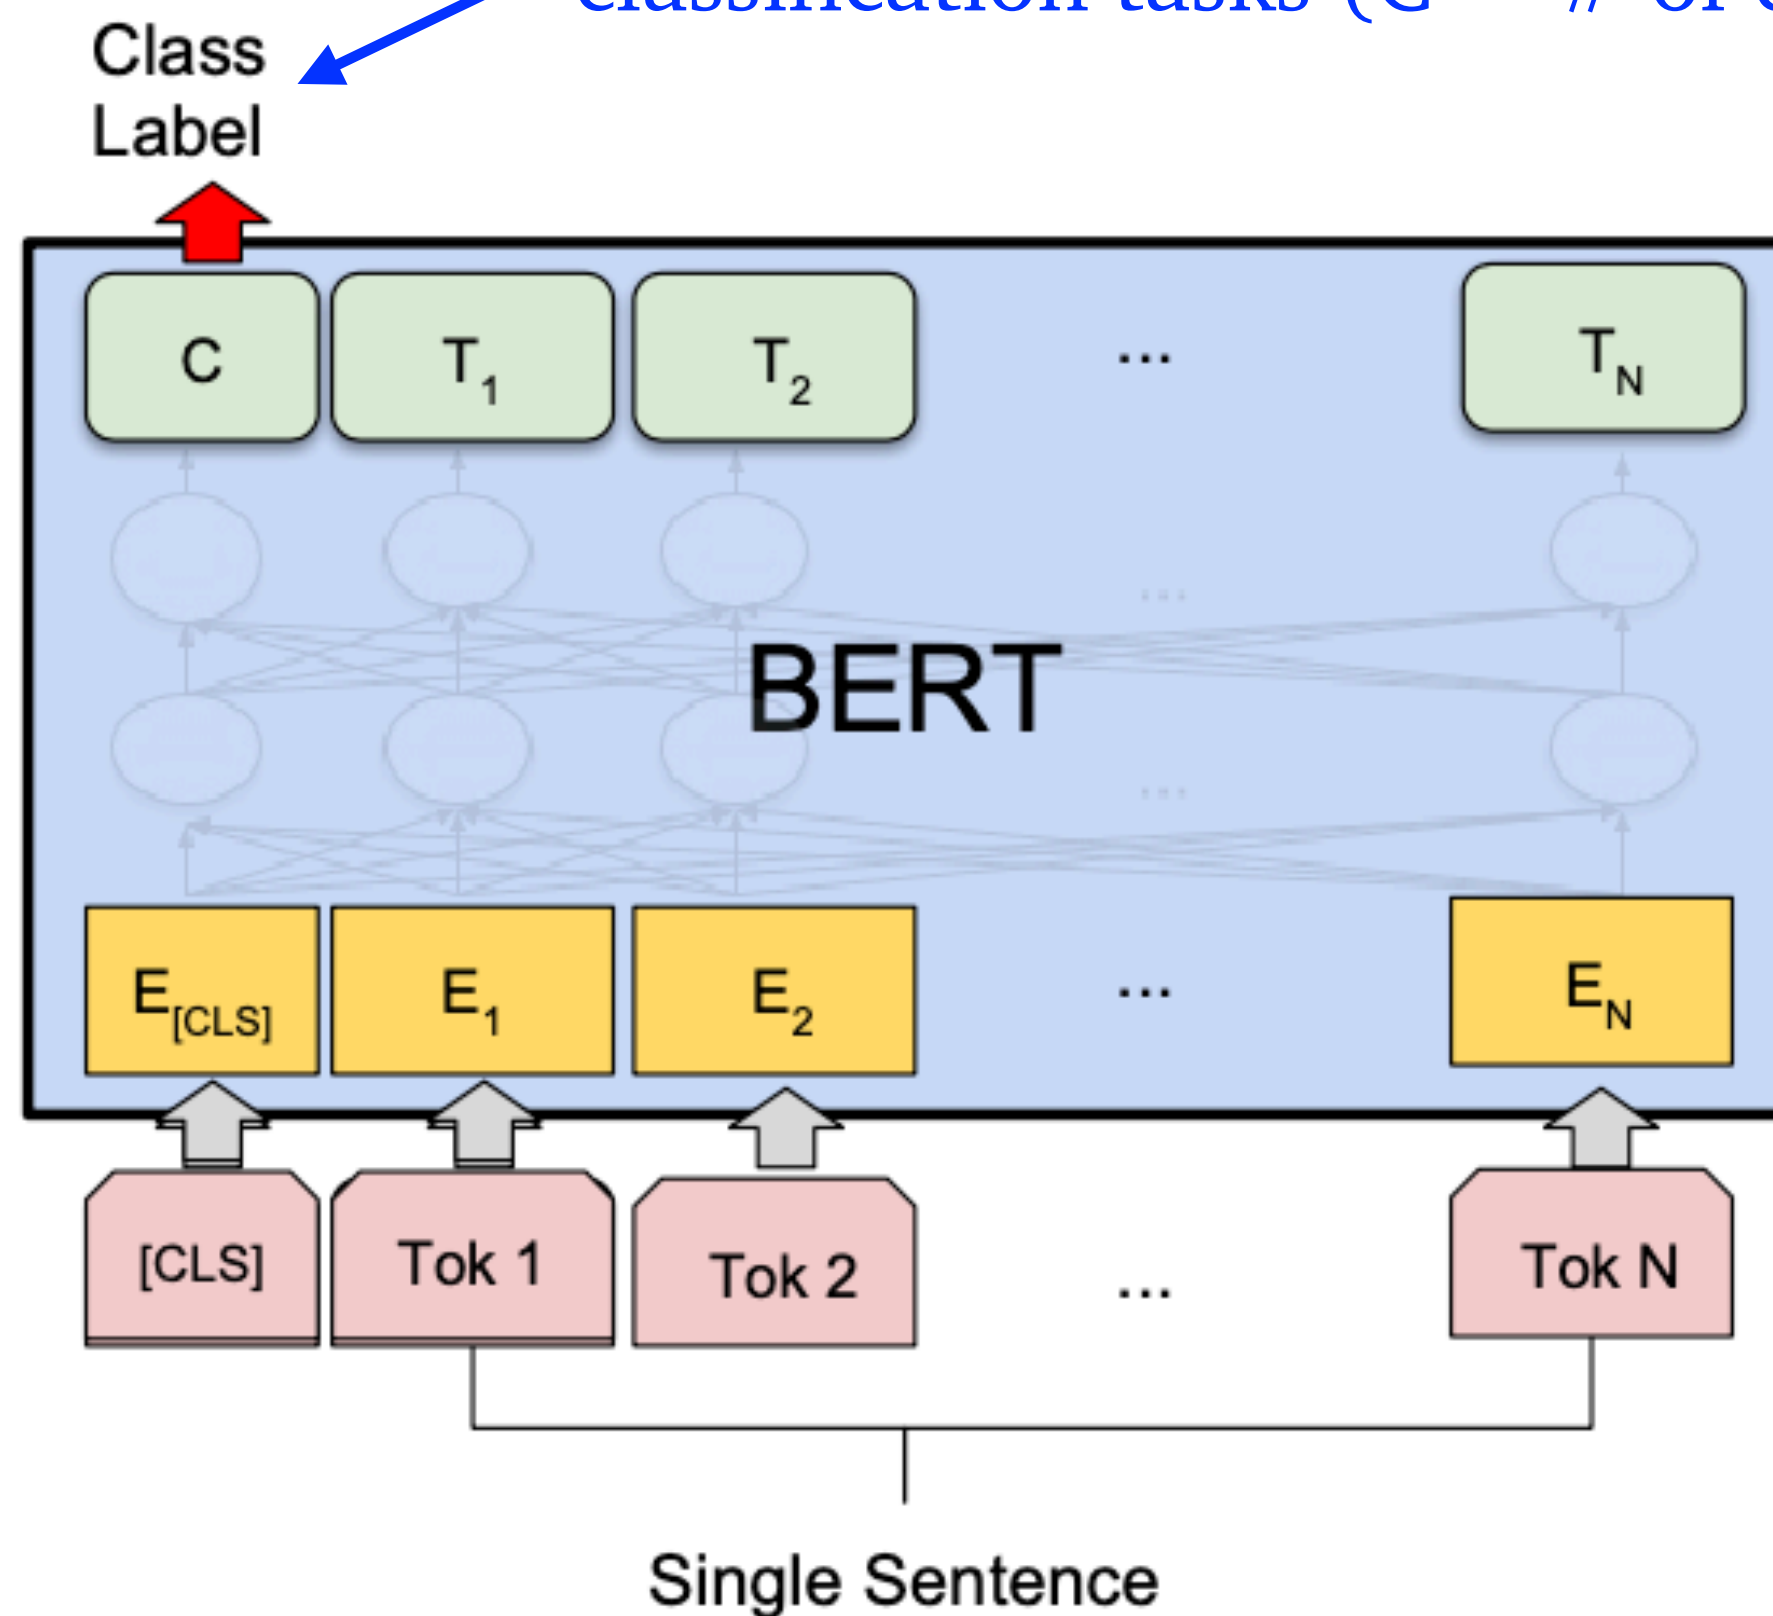 classification tasks (C = # of
Class
Label
C T1 T2 ... TN
...
BERT
...
E[CLS] E1 E2 ... EN
[CLS] Tok 1 Tok 2 ... Tok N
Single Sentence